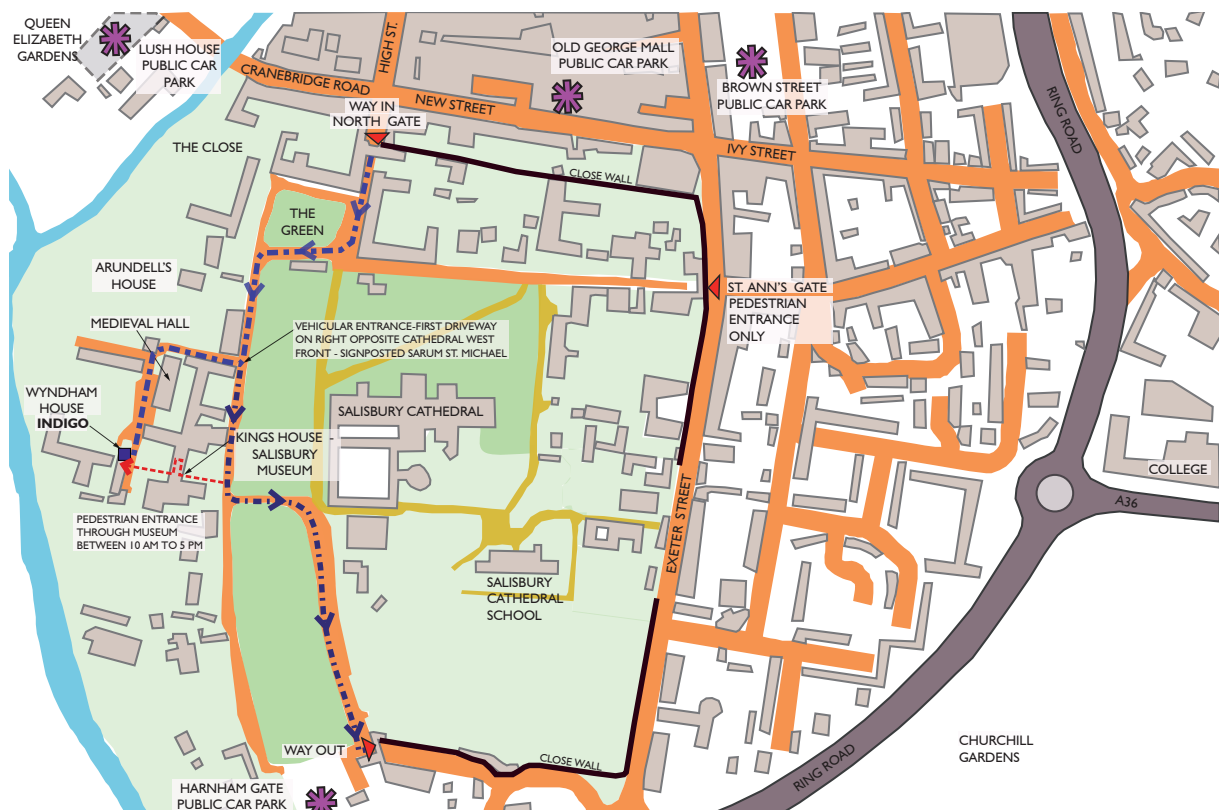 QUEEN
ELIZABETH
GARDENS
LUSH HOUSE
PUBLIC CAR
PARK
HIGH ST.
CRANEBRIDGE ROAD
NEW STREET
OLD GEORGE MALL
PUBLIC CAR PARK
BROWN STREET
PUBLIC CAR PARK
RING ROAD
WAY IN
NORTH GATE
IVY STREET
THE CLOSE
CLOSE WALL
THE
GREEN
ARUNDELL'S
HOUSE
ST. ANN'S GATE
PEDESTRIAN
ENTRANCE
ONLY
MEDIEVAL HALL
VEHICULAR ENTRANCE-FIRST DRIVEWAY
ON RIGHT OPPOSITE CATHEDRAL WEST
FRONT - SIGNPOSTED SARUM ST. MICHAEL
WYNDHAM
HOUSE
INDIGO
SALISBURY CATHEDRAL
KINGS HOUSE
SALISBURY
MUSEUM
COLLEGE
A36
PEDESTRIAN ENTRANCE
THROUGH MUSEUM
BETWEEN 10 AM TO 5 PM
EXETER STREET
SALISBURY
CATHEDRAL
SCHOOL
WAY OUT
CLOSE WALL
RING ROAD
CHURCHILL
GARDENS
HARNHAM GATE
PUBLIC CAR PARK